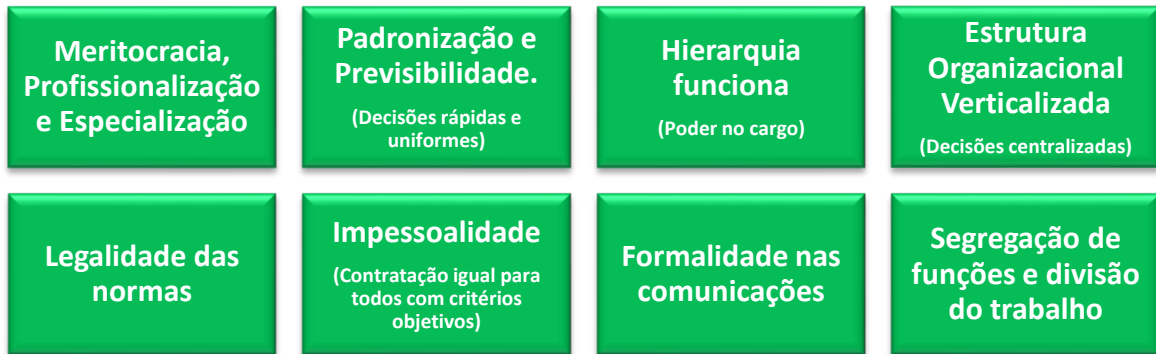 Meritocracia,
Profissionalização
e Especialização
Padronização e
Previsibilidade.
(Decisões rápidas e
uniformes)
Hierarquia
funciona
(Poder no cargo)
Estrutura
Organizacional
Verticalizada
(Decisões centralizadas)
Legalidade das
normas
Impessoalidade
(Contratação igual para
todos com critérios
objetivos)
Formalidade nas
comunicações
Segregação de
funções e divisão
do trabalho